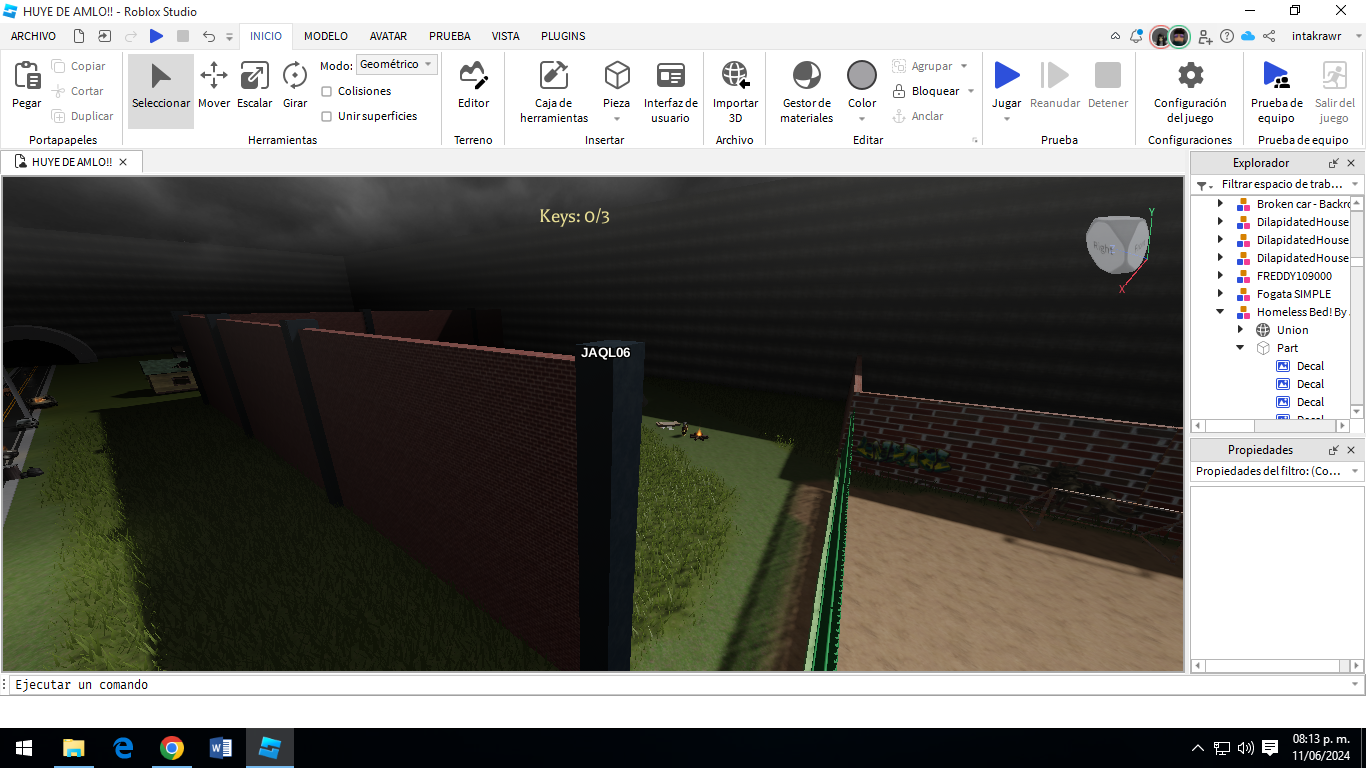 HUYE DE AMLO!! - Roblox Studio
ARCHIVO INICIO MODELO AVATAR PRUEBA VISTA PLUGINS intakrawr
Pegar Copiar Cortar Duplicar Portapapeles
Seleccionar Mover Escalar Girar Modo: Geométrico Colisiones Unir superficies Herramientas
Editor Terreno
Caja de herramientas Pieza Interfaz de usuario Insertar
Importar 3D Archivo
Gestor de materiales Color Agrupar Bloquear Anclar Editar
Jugar Reanudar Detener Prueba
Configuración del juego Configuraciones
Prueba de equipo Salir del juego Prueba de equipo
HUYE DE AMLO!!
Keys: 0/3
Right
Y
X
JAQL06
Explorador
Filtrar espacio de trab...
Broken car - Backro
DilapidatedHouse
DilapidatedHouse
DilapidatedHouse
FREDDY109000
Fogata SIMPLE
Homeless Bed! By
Union
Part
Decal
Decal
Decal
Decal
Propiedades
Propiedades del filtro: (Co...
Ejecutar un comando
08:13 p. m.
11/06/2024